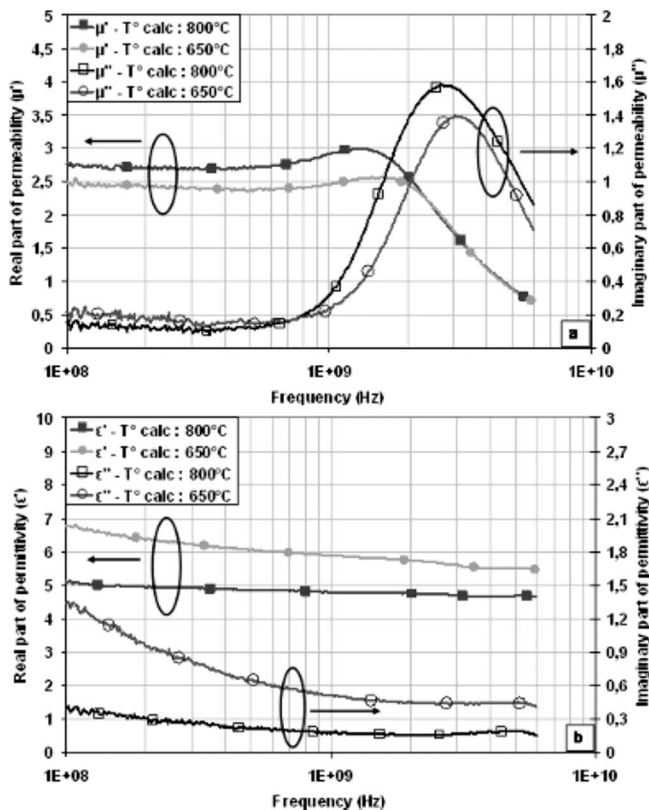 5
4,5
4
3,5
3
2,5
2
1,5
1
0,5
0
Real part of permeability (μ')
μ' - T° calc : 800°C
μ' - T° calc : 650°C
μ'' - T° calc : 800°C
μ'' - T° calc : 650°C
2
1,8
1,6
1,4
1,2
1
0,8
0,6
0,4
0,2
0
Imaginary part of permeability (μ'')
a
1E+08
1E+09
1E+10
Frequency (Hz)
10
9
8
7
6
5
4
3
2
1
0
Real part of permittivity (ε')
ε' - T° calc : 800°C
ε' - T° calc : 650°C
ε'' - T° calc : 800°C
ε'' - T° calc : 650°C
3
2,7
2,4
2,1
1,8
1,5
1,2
0,9
0,6
0,3
0
Imaginary part of permittivity (ε'')
b
1E+08
1E+09
1E+10
Frequency (Hz)